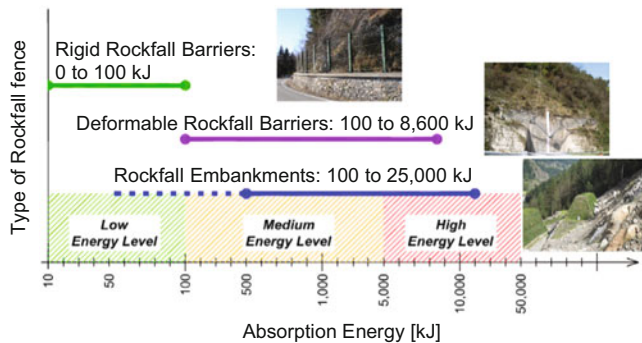 Type of Rockfall fence
Rigid Rockfall Barriers:
0 to 100 kJ
Deformable Rockfall Barriers: 100 to 8,600 kJ
Rockfall Embankments: 100 to 25,000 kJ
Low
Energy Level
Medium
Energy Level
High
Energy Level
10 100 500 1,000 5,000 10,000 50,000
Absorption Energy [kJ]